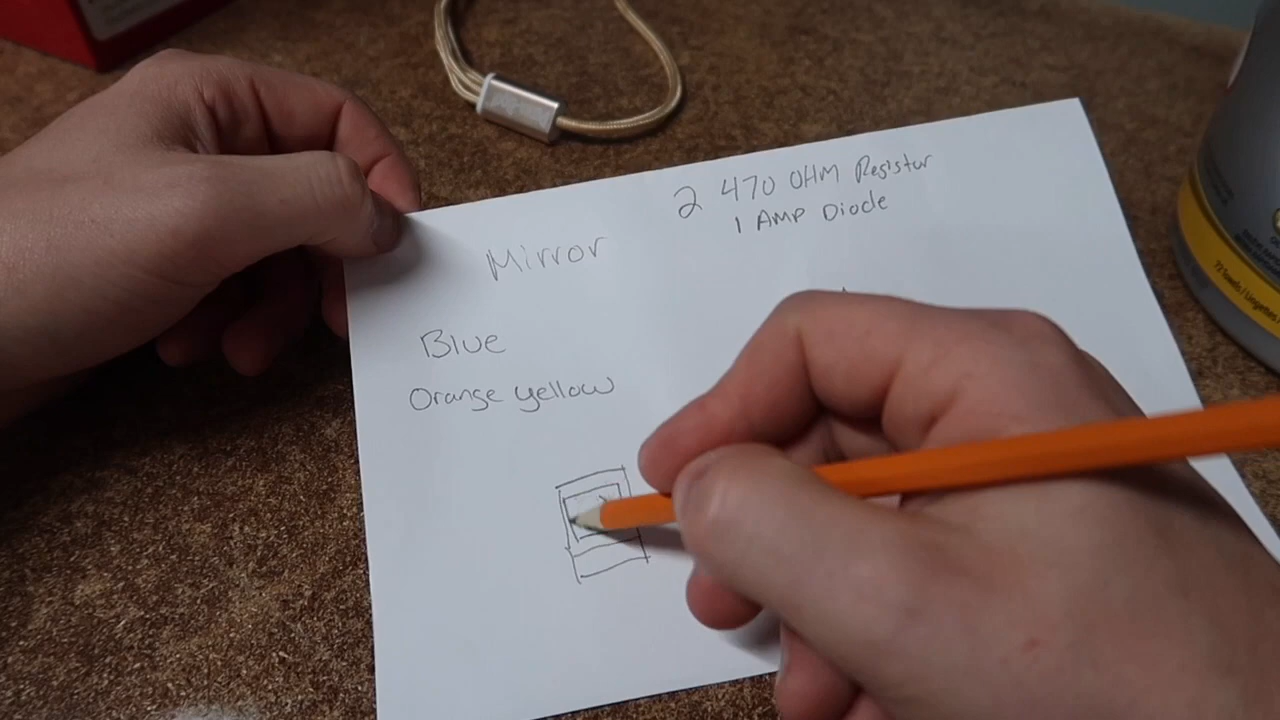 2 470 OHM Resistor
1 AMP Diode
Mirror
Blue
Orange yellow